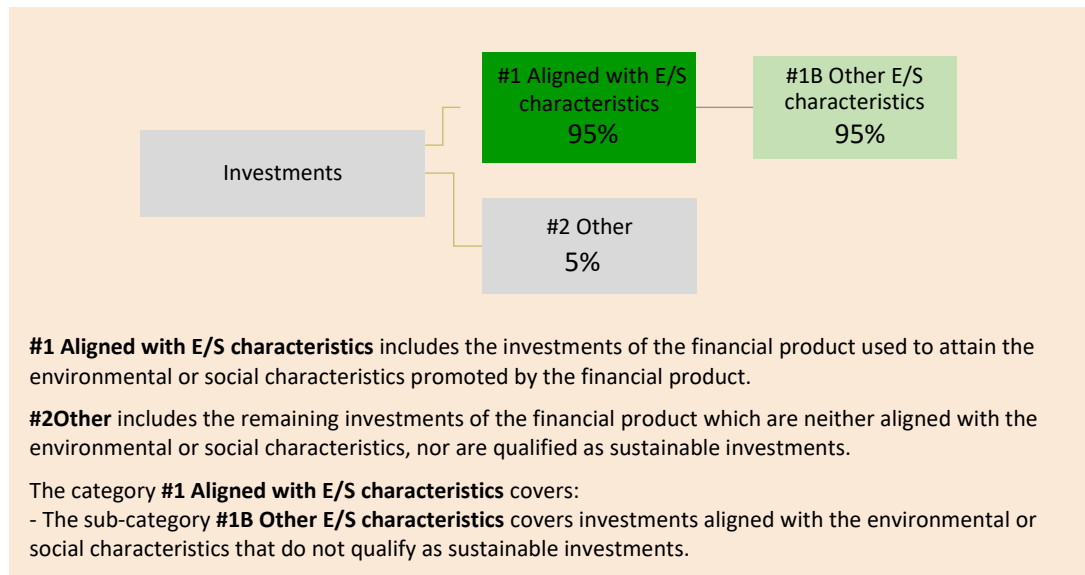 #1 Aligned with E/S
characteristics
95%
#1B Other E/S
characteristics
95%
Investments
#2 Other
5%
#1 Aligned with E/S characteristics includes the investments of the financial product used to attain the
environmental or social characteristics promoted by the financial product.
#2Other includes the remaining investments of the financial product which are neither aligned with the
environmental or social characteristics, nor are qualified as sustainable investments.
The category #1 Aligned with E/S characteristics covers:
- The sub-category #1B Other E/S characteristics covers investments aligned with the environmental or
social characteristics that do not qualify as sustainable investments.